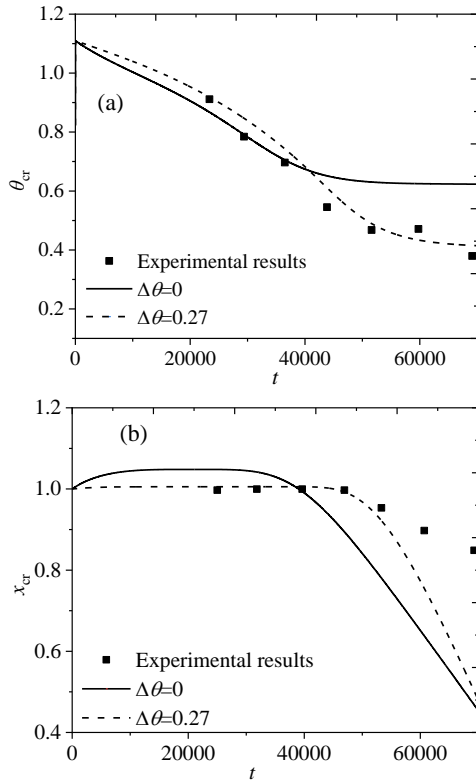 1.2
1.0
(a)
0.8
θcr
0.6
0.4
Experimental results
Δθ=0
0.2
Δθ=0.27
0 20000 40000 60000
t
1.2
(b)
1.0
xcr
0.8
0.6
Experimental results
Δθ=0
Δθ=0.27
0.4
0 20000 40000 60000
t